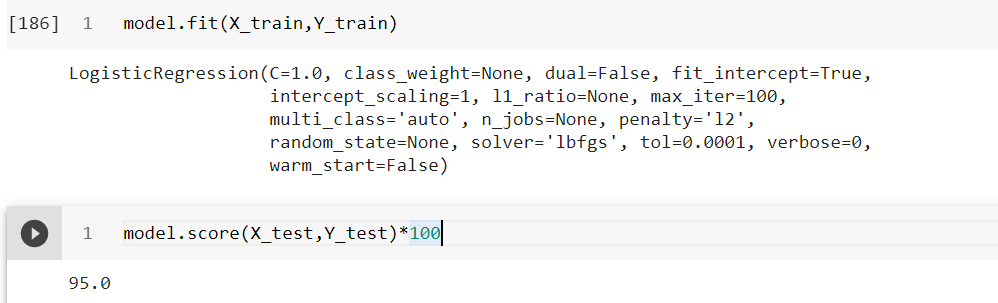 [186] 1 model.fit(X_train,Y_train)
LogisticRegression(C=1.0, class_weight=None, dual=False, fit_intercept=True,
intercept_scaling=1, l1_ratio=None, max_iter=100,
multi_class='auto', n_jobs=None, penalty='l2',
random_state=None, solver='lbfgs', tol=0.0001, verbose=0,
warm_start=False)
1 model.score(X_test,Y_test)*100
95.0